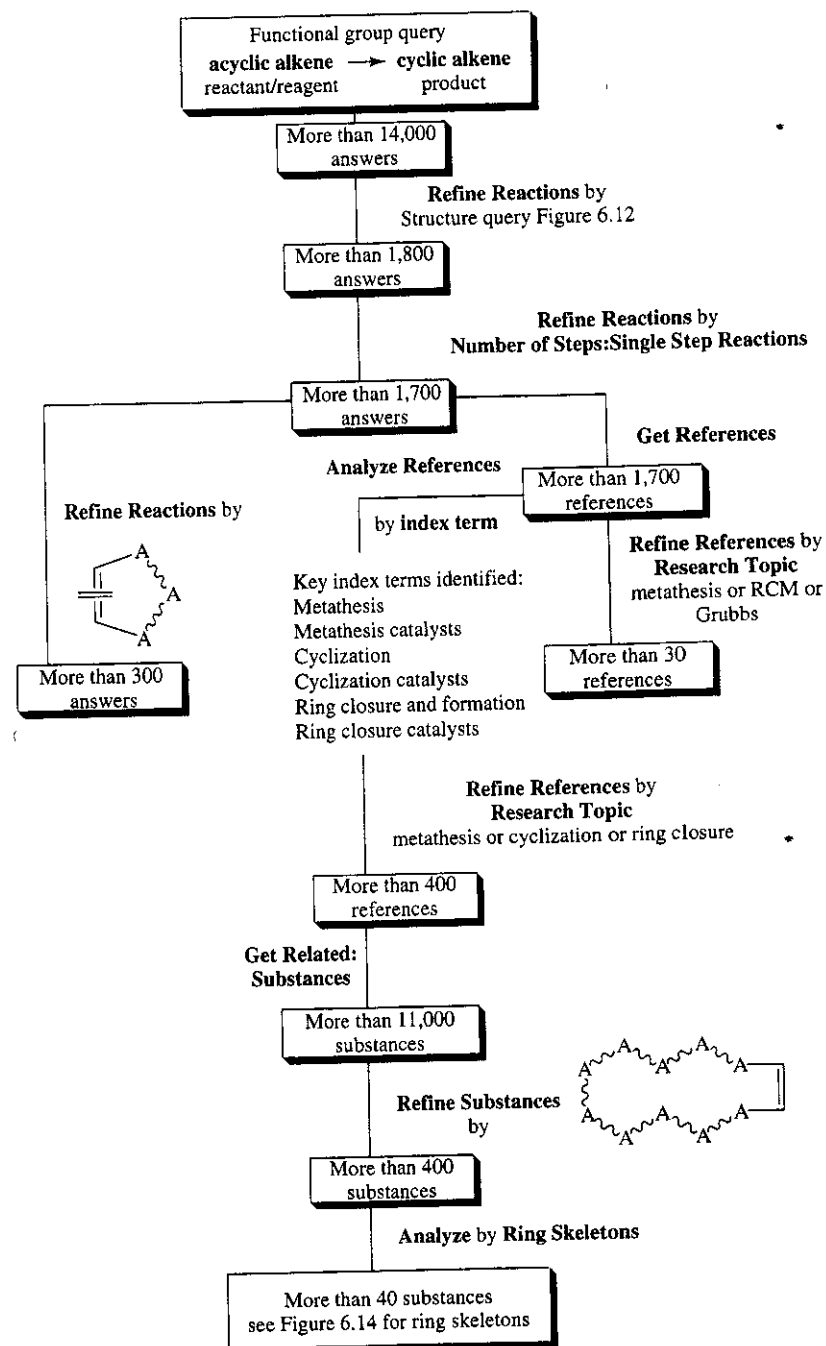 Functional group query
acyclic alkene → cyclic alkene
reactant/reagent product
More than 14,000
answers
Refine Reactions by
Structure query Figure 6.12
More than 1,800
answers
Refine Reactions by
Number of Steps:Single Step Reactions
More than 1,700
answers
Get References
Analyze References
More than 1,700
references
by index term
Refine Reactions by
A
A
A
More than 300
answers
Key index terms identified:
Metathesis
Metathesis catalysts
Cyclization
Cyclization catalysts
Ring closure and formation
Ring closure catalysts
Refine References by
Research Topic
metathesis or RCM or
Grubbs
More than 30
references
Refine References by
Research Topic
metathesis or cyclization or ring closure
More than 400
references
Get Related:
Substances
More than 11,000
substances
Refine Substances
by
A A A A A
A A A A A
More than 400
substances
Analyze by Ring Skeletons
More than 40 substances
see Figure 6.14 for ring skeletons